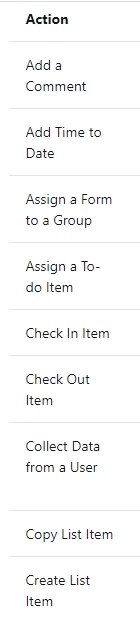 Action
Add a
Comment
Add Time to
Date
Assign a Form
to a Group
Assign a To-
do Item
Check In Item
Check Out
Item
Collect Data
from a User
Copy List Item
Create List
Item